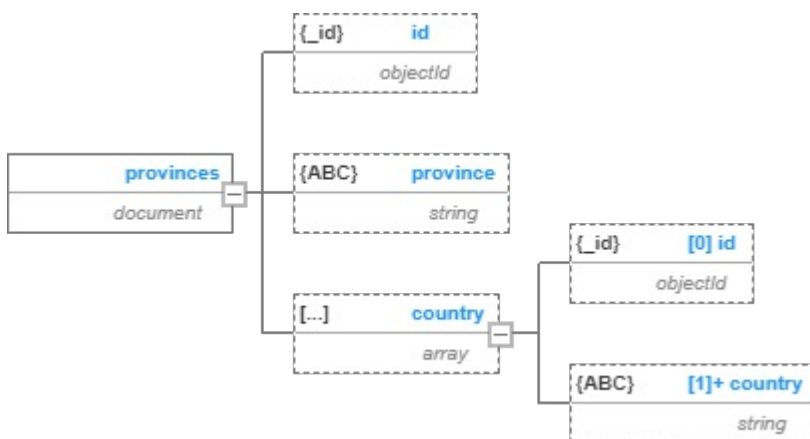 {_id} id
objectId
provinces
document
{ABC} province
string
{_id} [0] id
objectId
[...] country
array
{ABC} [1]+ country
string